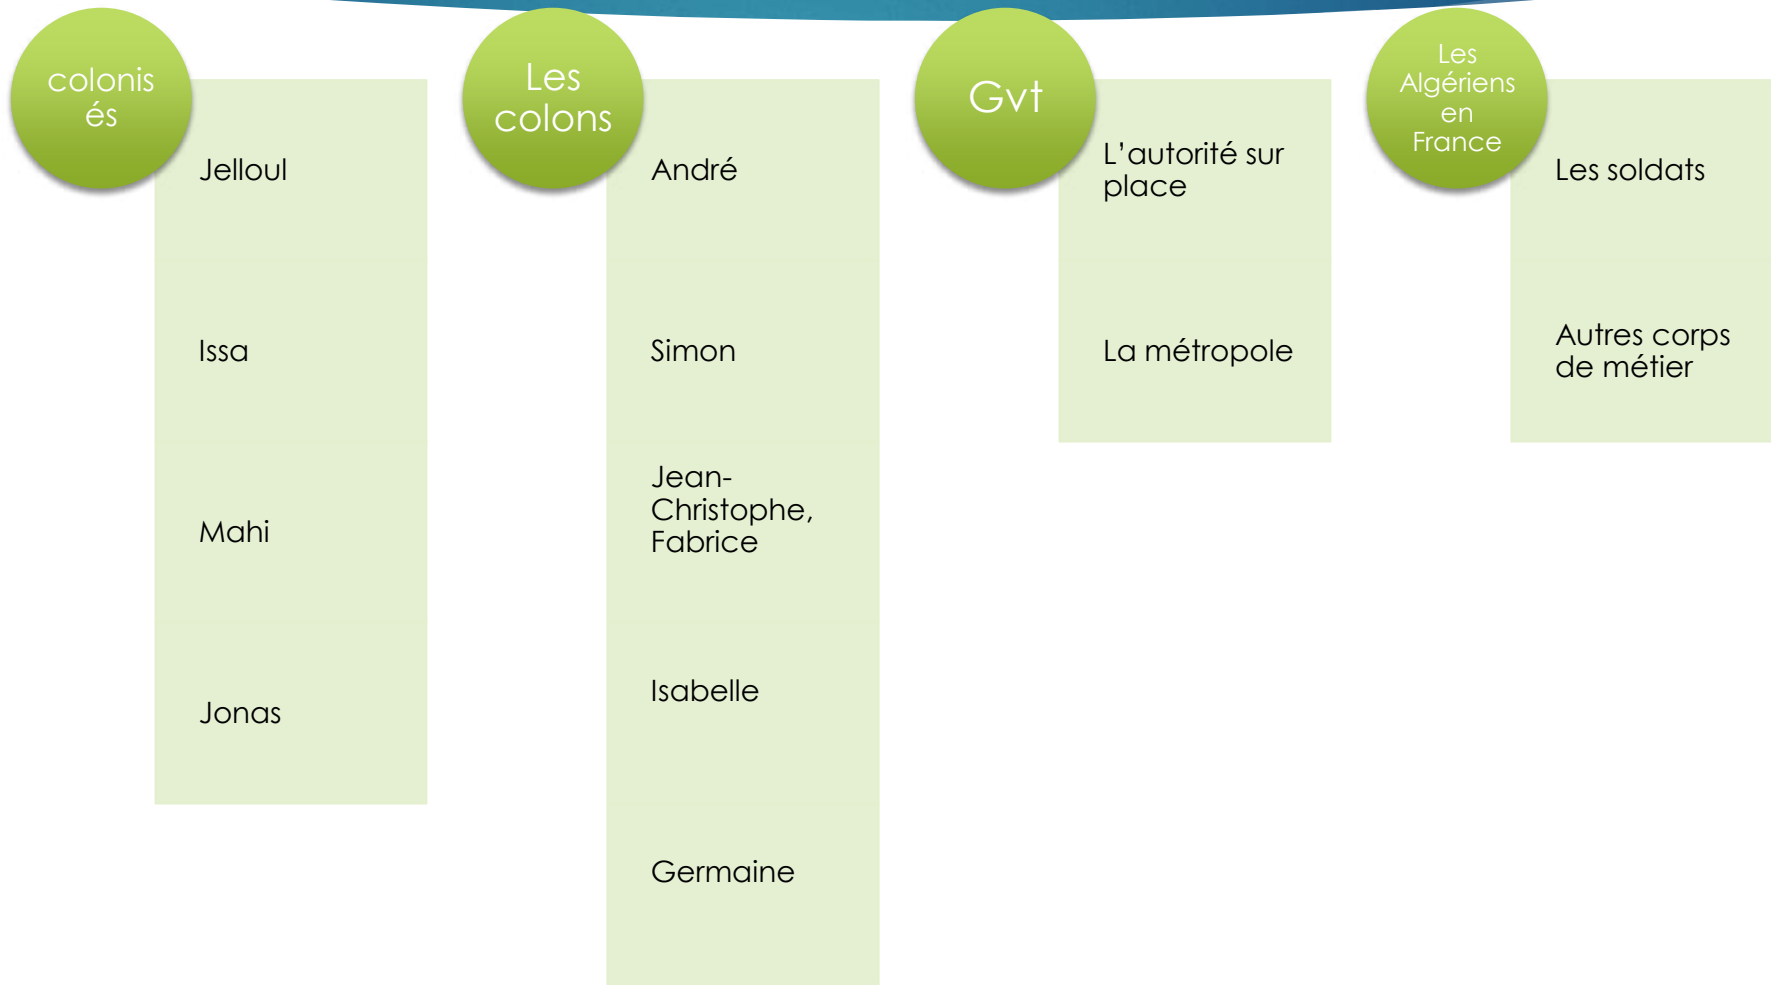 colonis
és
Jelloul
Issa
Mahi
Jonas
Les
colons
André
Simon
Jean-
Christophe,
Fabrice
Isabelle
Germaine
Gvt
L’autorité sur
place
La métropole
Les
Algériens
en
France
Les soldats
Autres corps
de métier